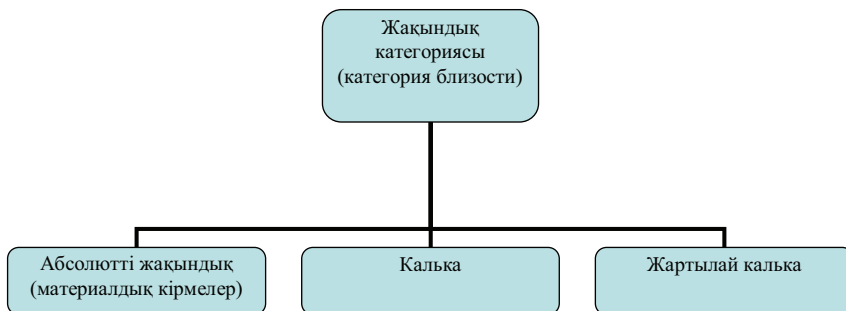 Жақындық
категориясы
(категория близости)
Абсолютті жақындық
(материалдық кірмелер)
Калька
Жартылай калька